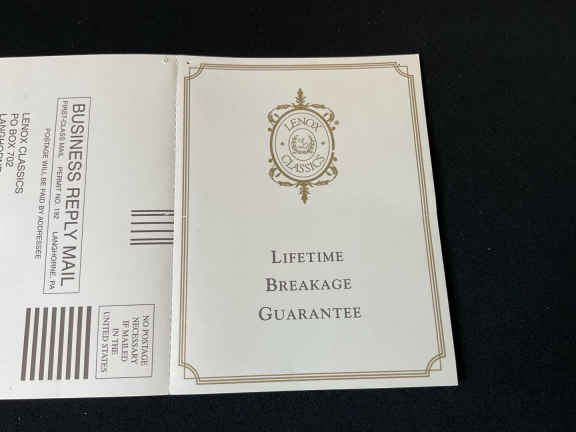 BUSINESS REPLY MAIL
FIRST-CLASS MAIL PERMIT NO. 192 LANGHORNE, PA
POSTAGE WILL BE PAID BY ADDRESSEE
LENOX CLASSICS
PO BOX 702
NO POSTAGE
NECESSARY
IF MAILED
IN THE
UNITED STATES
LENOX
CLASSICS
LIFETIME
BREAKAGE
GUARANTEE